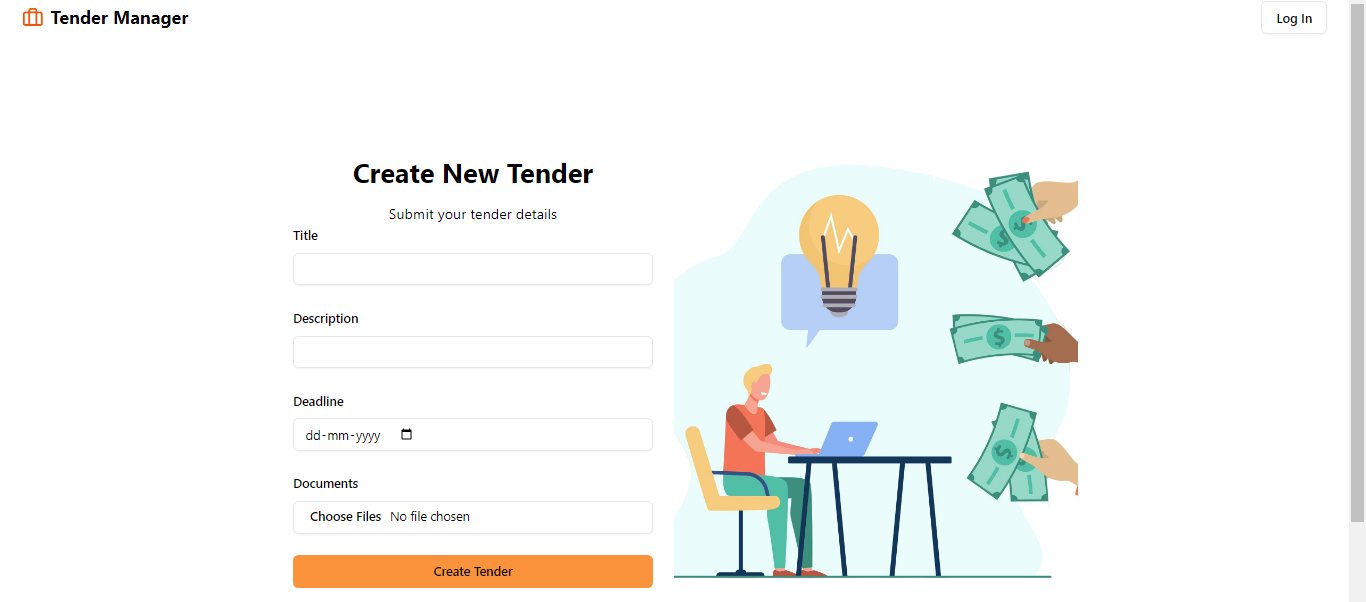 Tender Manager
Log In
Create New Tender
Submit your tender details
Title
Description
Deadline
dd-mm-yyyy
Documents
Choose Files No file chosen
Create Tender
$
$
$
$